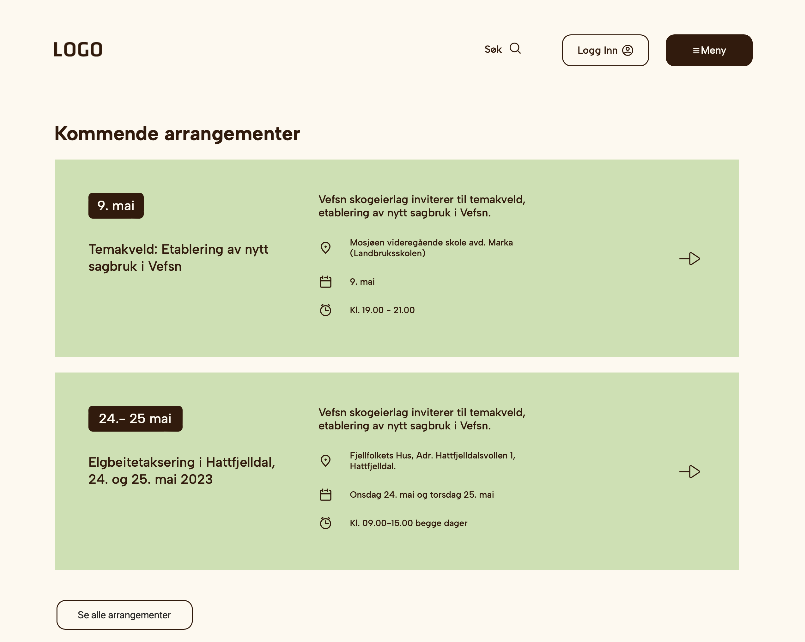 LOGO
Søk
Logg Inn
Meny
Kommende arrangementer
9. mai
Temakveld: Etablering av nytt
sagbruk i Vefsn
Vefsn skogeierlag inviterer til temakveld,
etablering av nytt sagbruk i Vefsn.
Mosjøen videregående skole avd. Marka
(Landbruksskolen)
9. mai
Kl. 19.00 - 21.00
24.- 25 mai
Elgbeitetaksering i Hattfjelldal,
24. og 25. mai 2023
Vefsn skogeierlag inviterer til temakveld,
etablering av nytt sagbruk i Vefsn.
Fjellfolkets Hus, Adr. Hattfjelldalsvollen 1,
Hattfjelldal.
Onsdag 24. mai og torsdag 25. mai
Kl. 09.00-15.00 begge dager
Se alle arrangementer